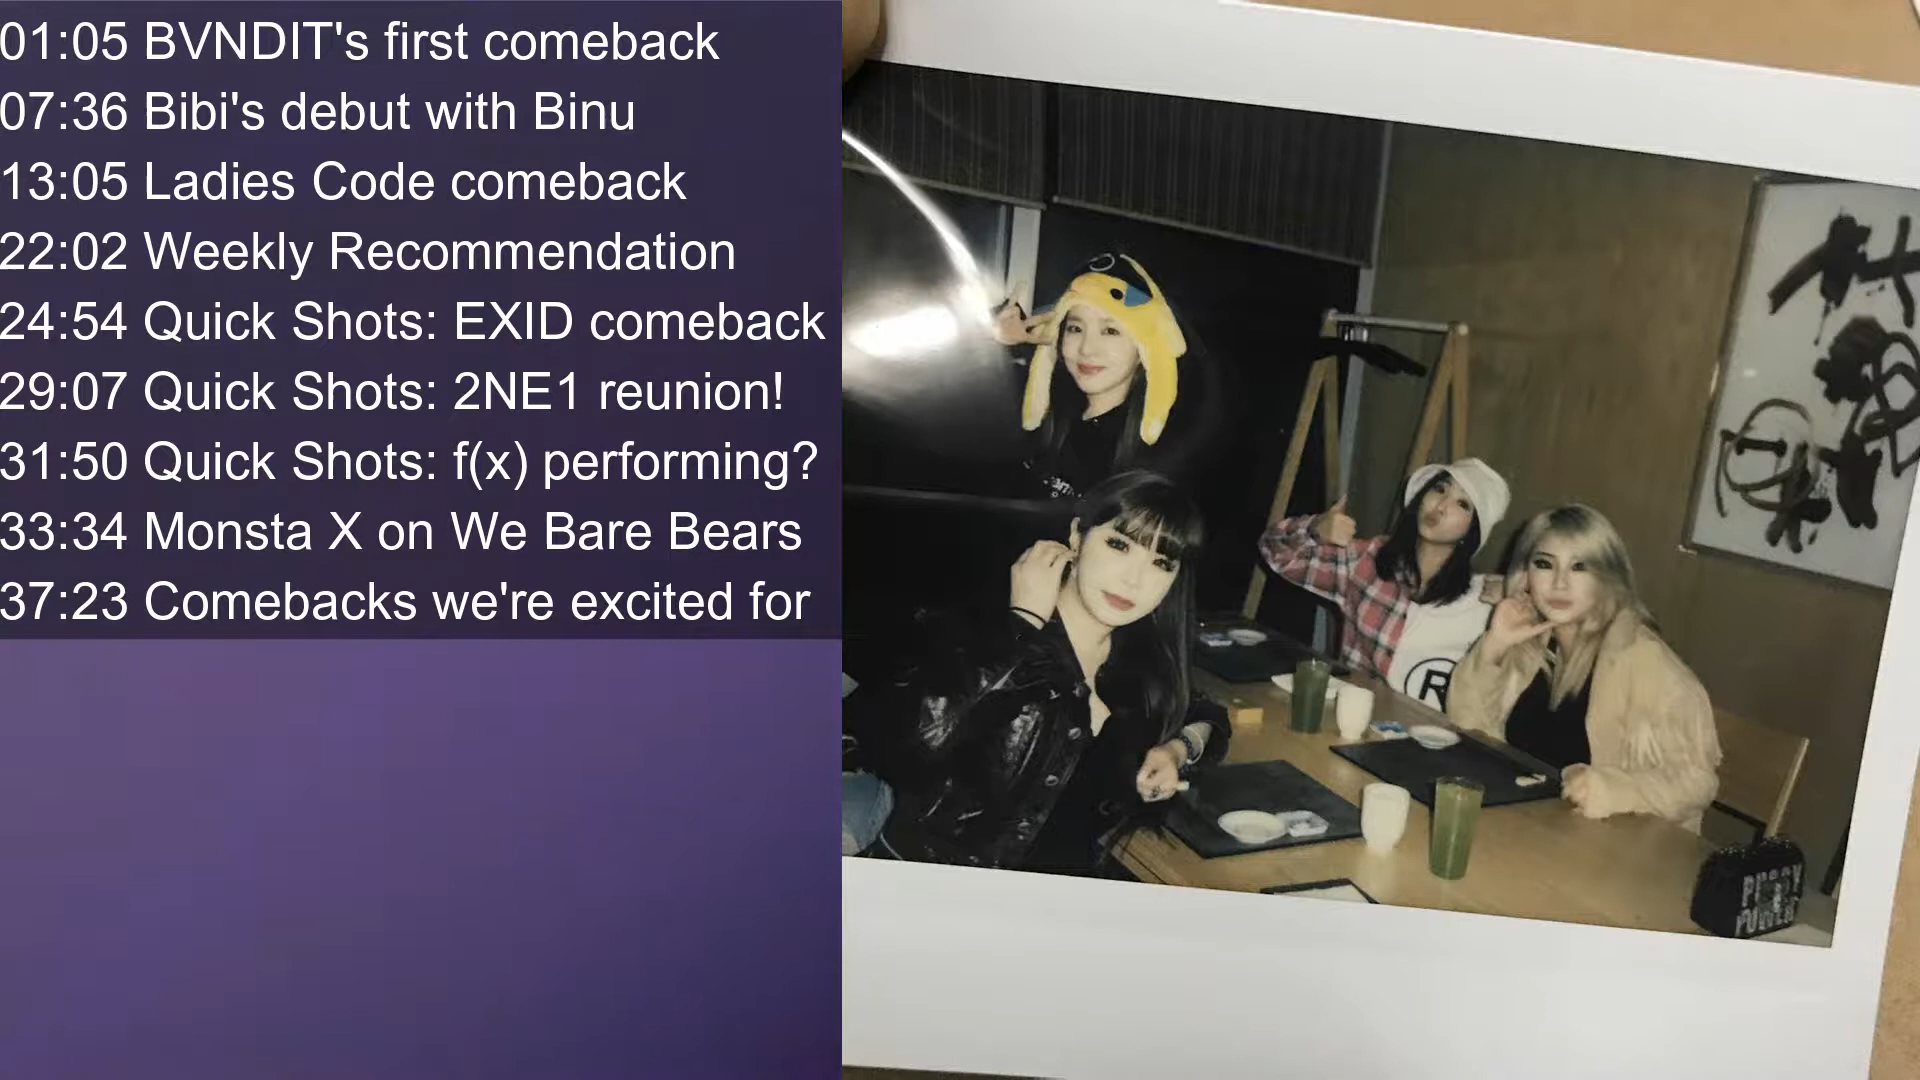 01:05 BVNDIT's first comeback
07:36 Bibi's debut with Binu
13:05 Ladies Code comeback
22:02 Weekly Recommendation
24:54 Quick Shots: EXID comeback
29:07 Quick Shots: 2NE1 reunion!
31:50 Quick Shots: f(x) performing?
33:34 Monsta X on We Bare Bears
37:23 Comebacks we're excited for
R